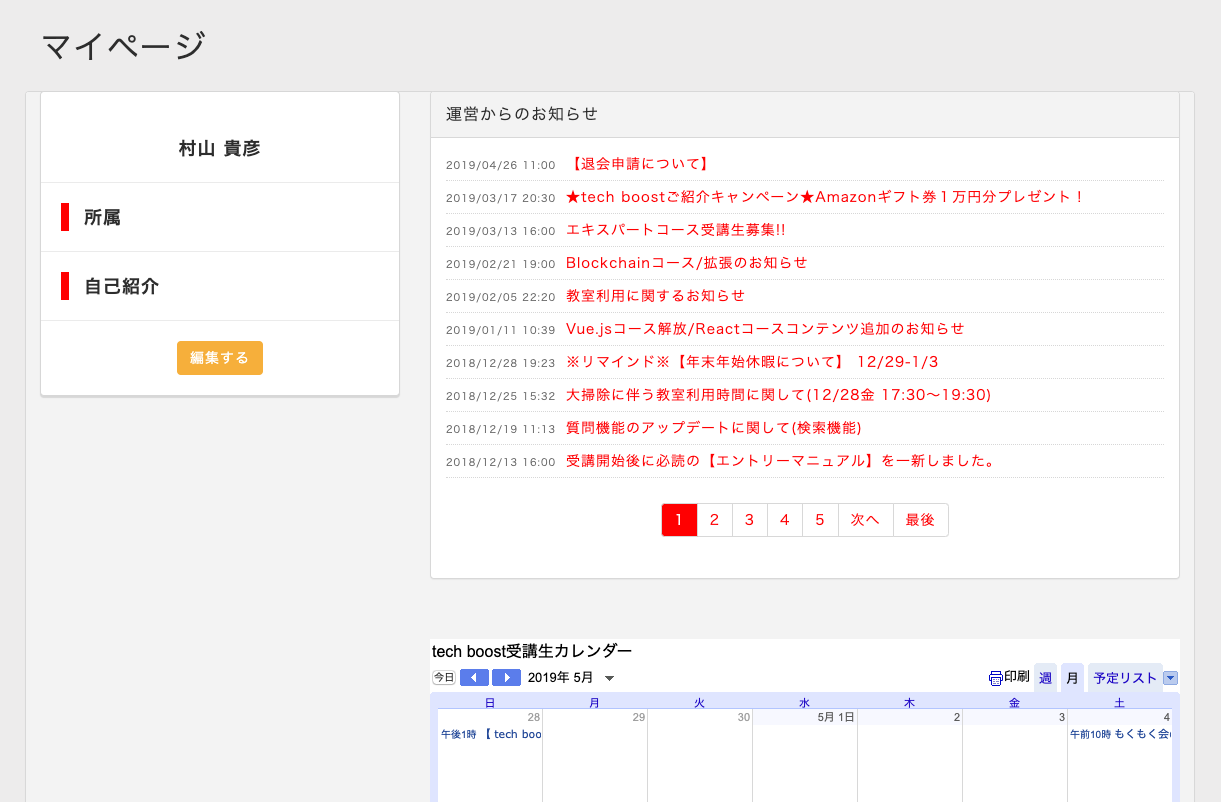 マイページ
村山 貴彦
所属
自己紹介
編集する
運営からのお知らせ
2019/04/26 11:00 【退会申請について】
2019/03/17 20:30 ★tech boostご紹介キャンペーン★Amazonギフト券１万円分プレゼント！
2019/03/13 16:00 エキスパートコース受講生募集!!
2019/02/21 19:00 Blockchainコース/拡張のお知らせ
2019/02/05 22:20 教室利用に関するお知らせ
2019/01/11 10:39 Vue.jsコース解放/Reactコースコンテンツ追加のお知らせ
2018/12/28 19:23 ※リマインド※【年末年始休暇について】 12/29-1/3
2018/12/25 15:32 大掃除に伴う教室利用時間に関して(12/28金 17:30〜19:30)
2018/12/19 11:13 質問機能のアップデートに関して(検索機能)
2018/12/13 16:00 受講開始後に必読の【エントリーマニュアル】を一新しました。
1 2 3 4 5 次へ 最後
tech boost受講生カレンダー
今日 2019年 5月 印刷 週 月 予定リスト
日 月 火 水 木 金 土
28 29 30 5月 1日 2 3 4
午後1時 【 tech boo 午前10時 もくもく会